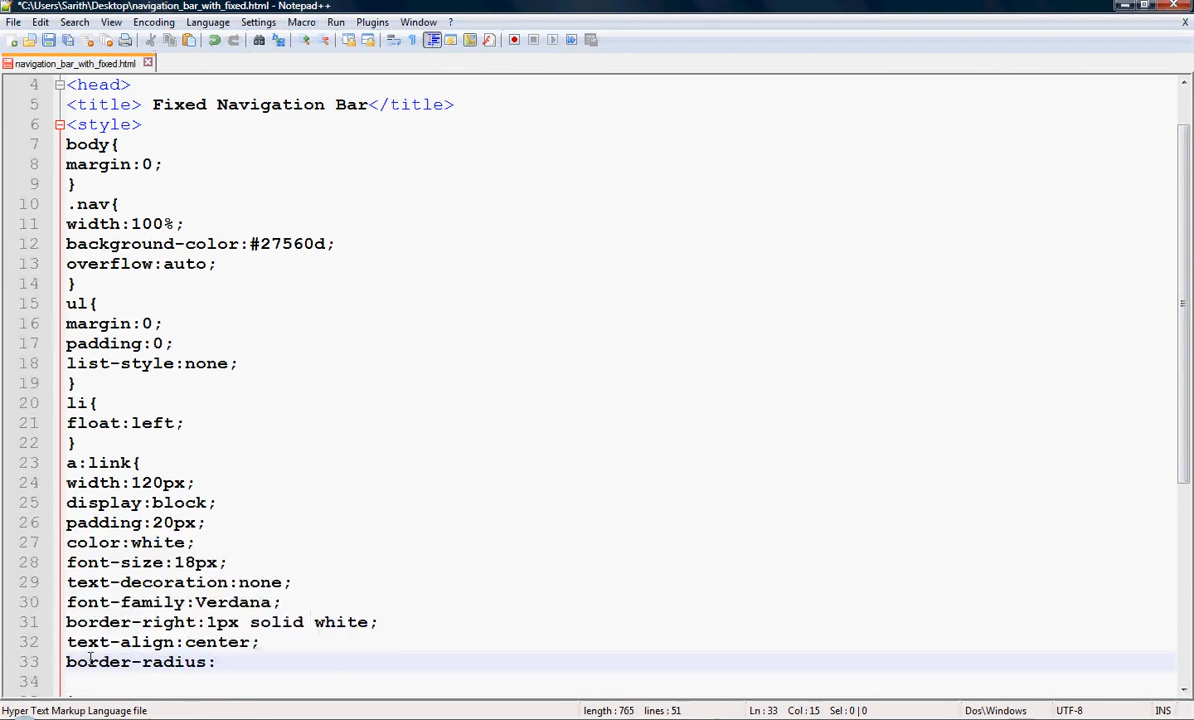 *C:\Users\Sarith\Desktop\navigation_bar_with_fixed.html - Notepad++
File Edit Search View Encoding Language Settings Macro Run Plugins Window ? X
navigation_bar_with_fixed.html
4 <head>
5 <title> Fixed Navigation Bar</title>
6 <style>
7 body{
8 margin:0;
9 }
10 .nav{
11 width:100%;
12 background-color:#27560d;
13 overflow:auto;
14 }
15 ul{
16 margin:0;
17 padding:0;
18 list-style:none;
19 }
20 li{
21 float:left;
22 }
23 a:link{
24 width:120px;
25 display:block;
26 padding:20px;
27 color:white;
28 font-size:18px;
29 text-decoration:none;
30 font-family:Verdana;
31 border-right:1px solid white;
32 text-align:center;
33 border-radius:
34
Hyper Text Markup Language file length : 765 lines : 51 Ln : 33 Col : 15 Sel : 0 | 0 Dos\Windows UTF-8 INS